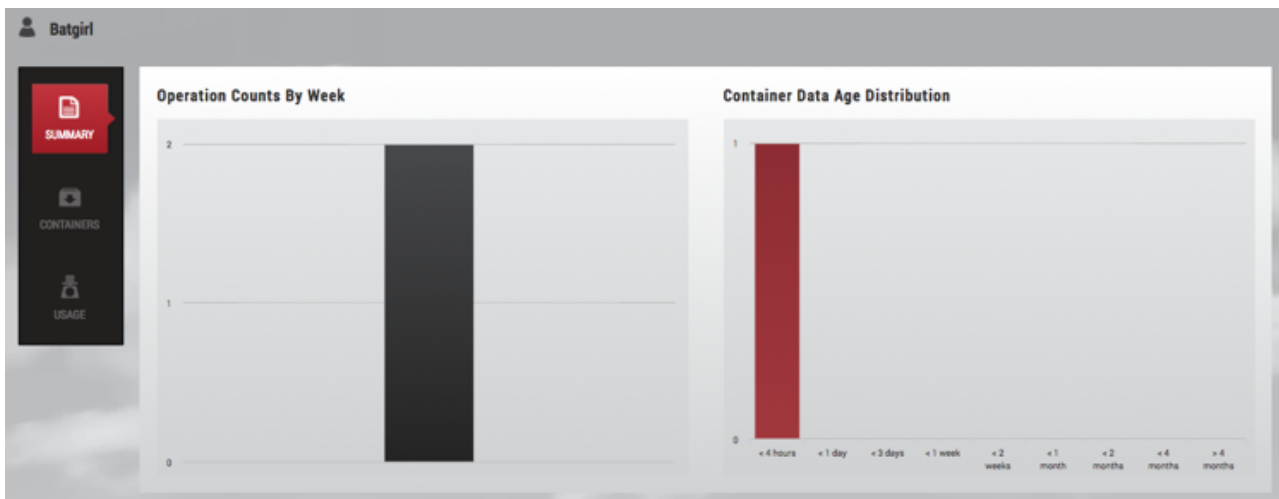 Batgirl
SUMMARY
CONTAINERS
USAGE
Operation Counts By Week
2
1
0
Container Data Age Distribution
1
0
< 4 hours
< 1 day
< 3 days
< 1 week
< 2
weeks
< 1
month
< 2
months
< 4
months
> 4
months